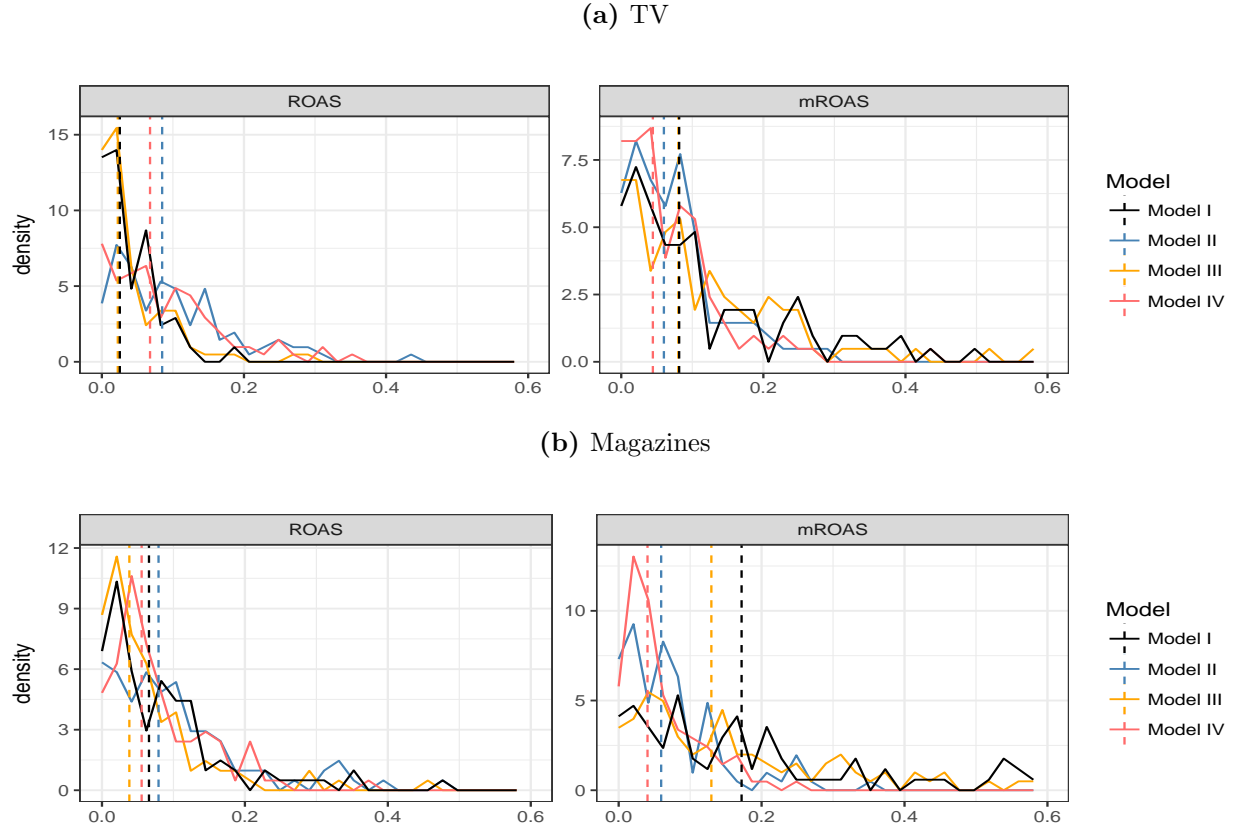 (a) TV
ROAS
mROAS
15
10
5
0
density
0.0 0.2 0.4 0.6
7.5
5.0
2.5
0.0
0.0 0.2 0.4 0.6
Model
Model I
Model II
Model III
Model IV
(b) Magazines
ROAS
mROAS
12
9
6
3
0
density
0.0 0.2 0.4 0.6
10
5
0
0.0 0.2 0.4 0.6
Model
Model I
Model II
Model III
Model IV